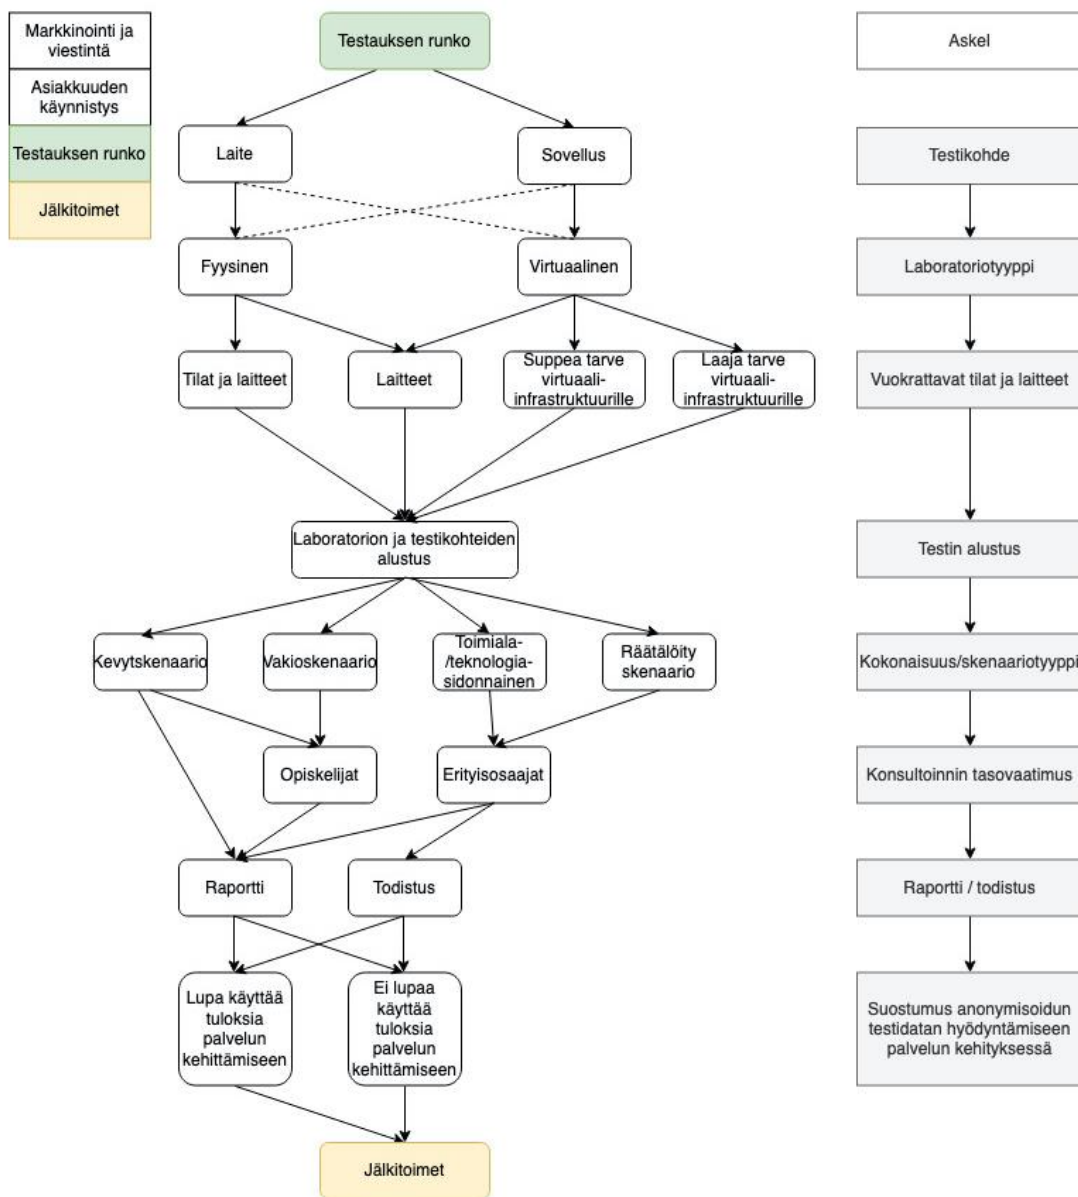 Markkinointi ja
viestintä
Asiakkuuden
käynnistys
Testauksen runko
Jälkitoimet
Testauksen runko
Askel
Laite
Sovellus
Testikohde
Fyysinen
Virtuaalinen
Laboratoriotyyppi
Tilat ja laitteet
Laitteet
Suppea tarve
virtuaali-
infrastruktuurille
Laaja tarve
virtuaali-
infrastruktuurille
Vuokrattavat tilat ja laitteet
Laboratorion ja testikohteiden
alustus
Testin alustus
Kevytskenaario
Vakioskenaario
Toimiala-
/teknologia-
sidonnainen
Räätälöity
skenaario
Kokonaisuus/skenaariotyyppi
Opiskelijat
Erityisosaajat
Konsultoinnin tasovaatimus
Raportti
Todistus
Raportti / todistus
Lupa käyttää
tuloksia
palvelun
kehittämiseen
Ei lupaa
käyttää
tuloksia
palvelun
kehittämiseen
Suostumus anonymisoidun
testidatan hyödyntämiseen
palvelun kehityksessä
Jälkitoimet